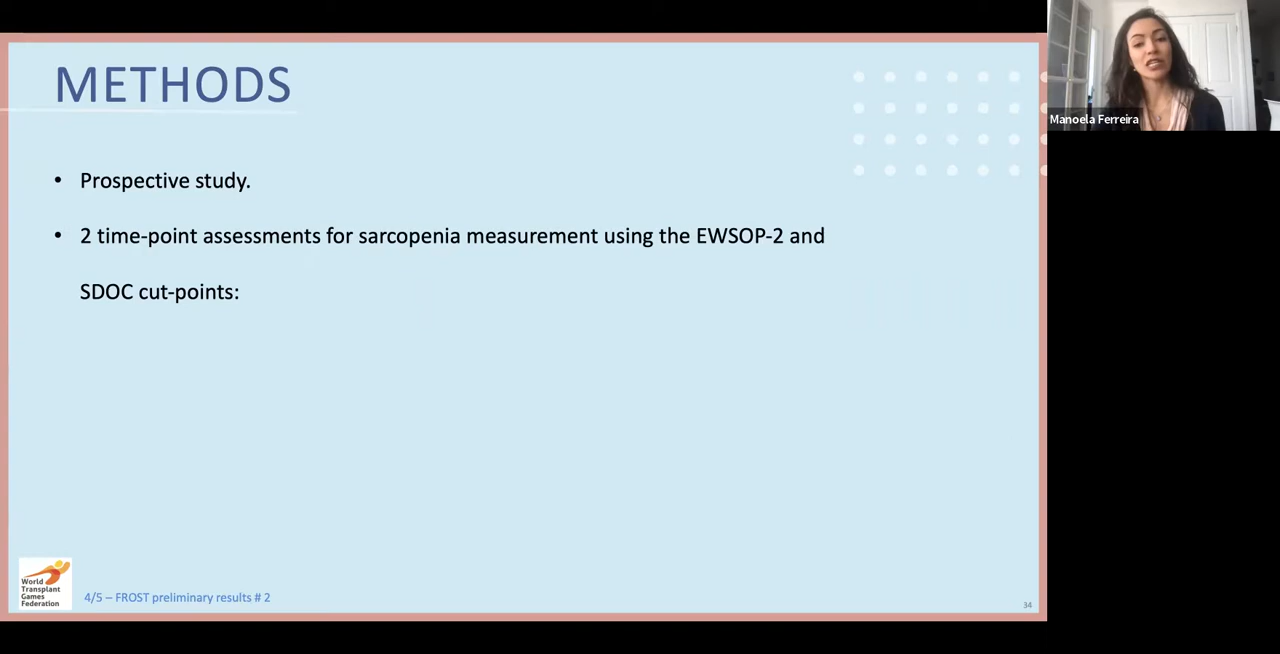 METHODS
Manoela Ferreira
• Prospective study.
• 2 time-point assessments for sarcopenia measurement using the EWSOP-2 and
SDOC cut-points:
World
Transplant
Games
Federation
4/5 – FROST preliminary results # 2
34